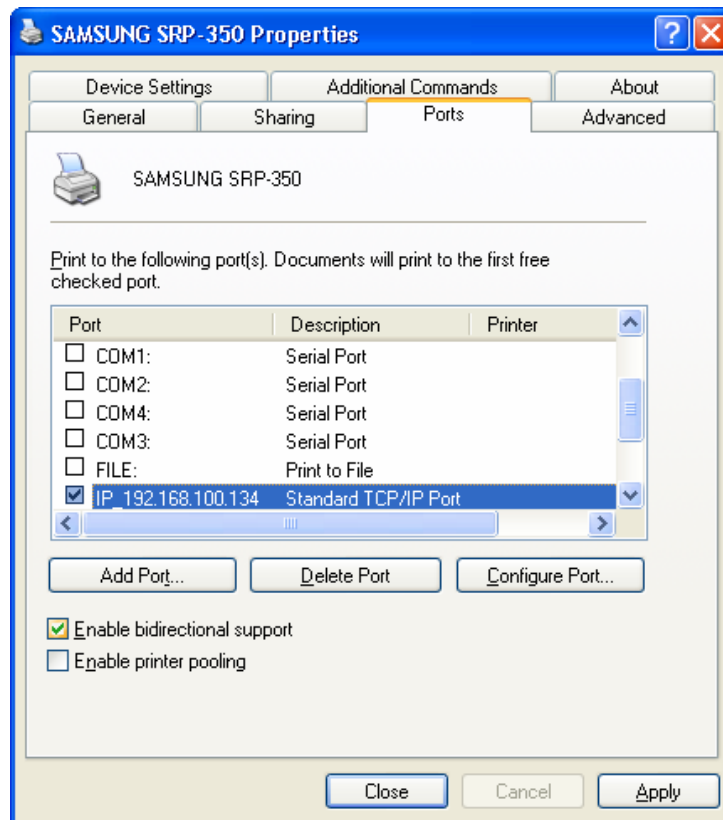 SAMSUNG SRP-350 Properties
Device Settings Additional Commands About
General Sharing Ports Advanced
SAMSUNG SRP-350
Print to the following port(s). Documents will print to the first free
checked port.
Port Description Printer
COM1: Serial Port
COM2: Serial Port
COM4: Serial Port
COM3: Serial Port
FILE: Print to File
IP_192.168.100.134 Standard TCP/IP Port
Add Port... Delete Port Configure Port...
Enable bidirectional support
Enable printer pooling
Close Cancel Apply